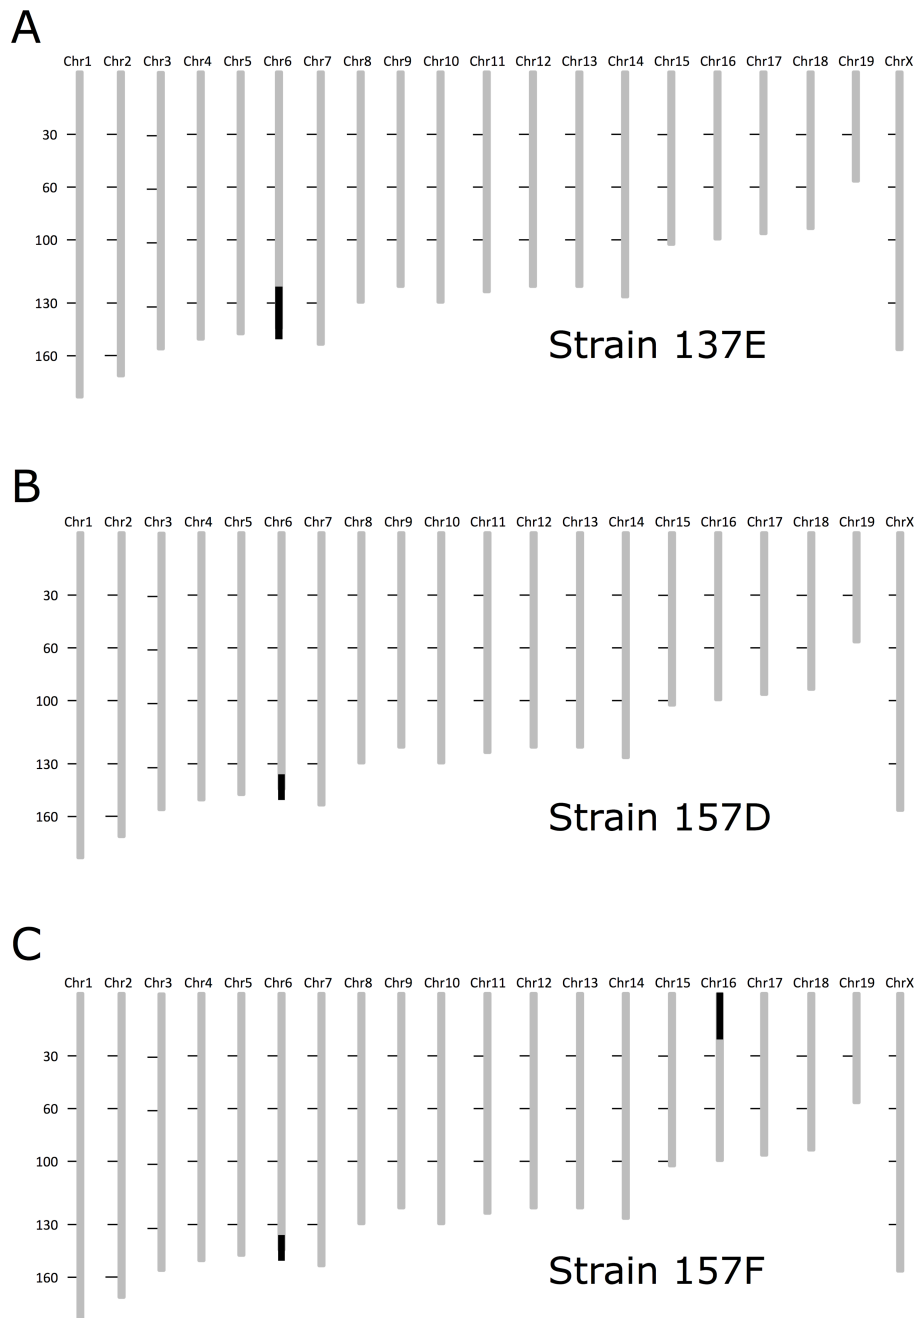 A
Chr1 Chr2 Chr3 Chr4 Chr5 Chr6 Chr7 Chr8 Chr9 Chr10 Chr11 Chr12 Chr13 Chr14 Chr15 Chr16 Chr17 Chr18 Chr19 ChrX
30
60
100
130
Strain 137E
160
B
Chr1 Chr2 Chr3 Chr4 Chr5 Chr6 Chr7 Chr8 Chr9 Chr10 Chr11 Chr12 Chr13 Chr14 Chr15 Chr16 Chr17 Chr18 Chr19 ChrX
30
60
100
130
160
Strain 157D
C
Chr1 Chr2 Chr3 Chr4 Chr5 Chr6 Chr7 Chr8 Chr9 Chr10 Chr11 Chr12 Chr13 Chr14 Chr15 Chr16 Chr17 Chr18 Chr19 ChrX
30
60
100
130
Strain 157F
160